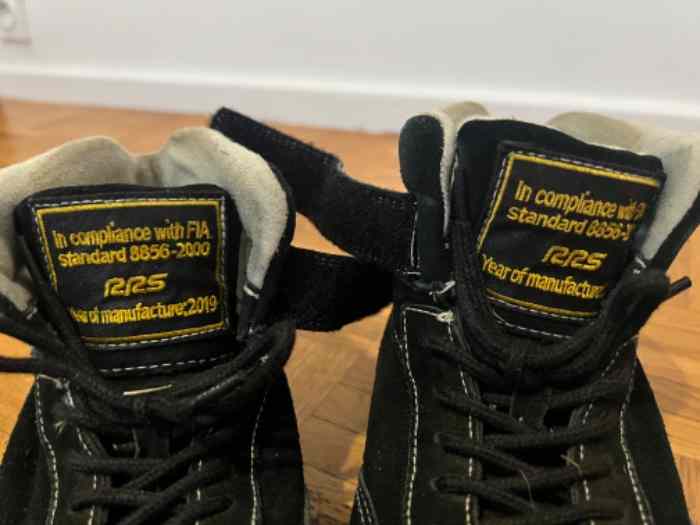 In compliance with FIA
standard 8856-2000
RRS
Year of manufacture:2019
In compliance with
standard 8856-
RRS
Year of manufacture: